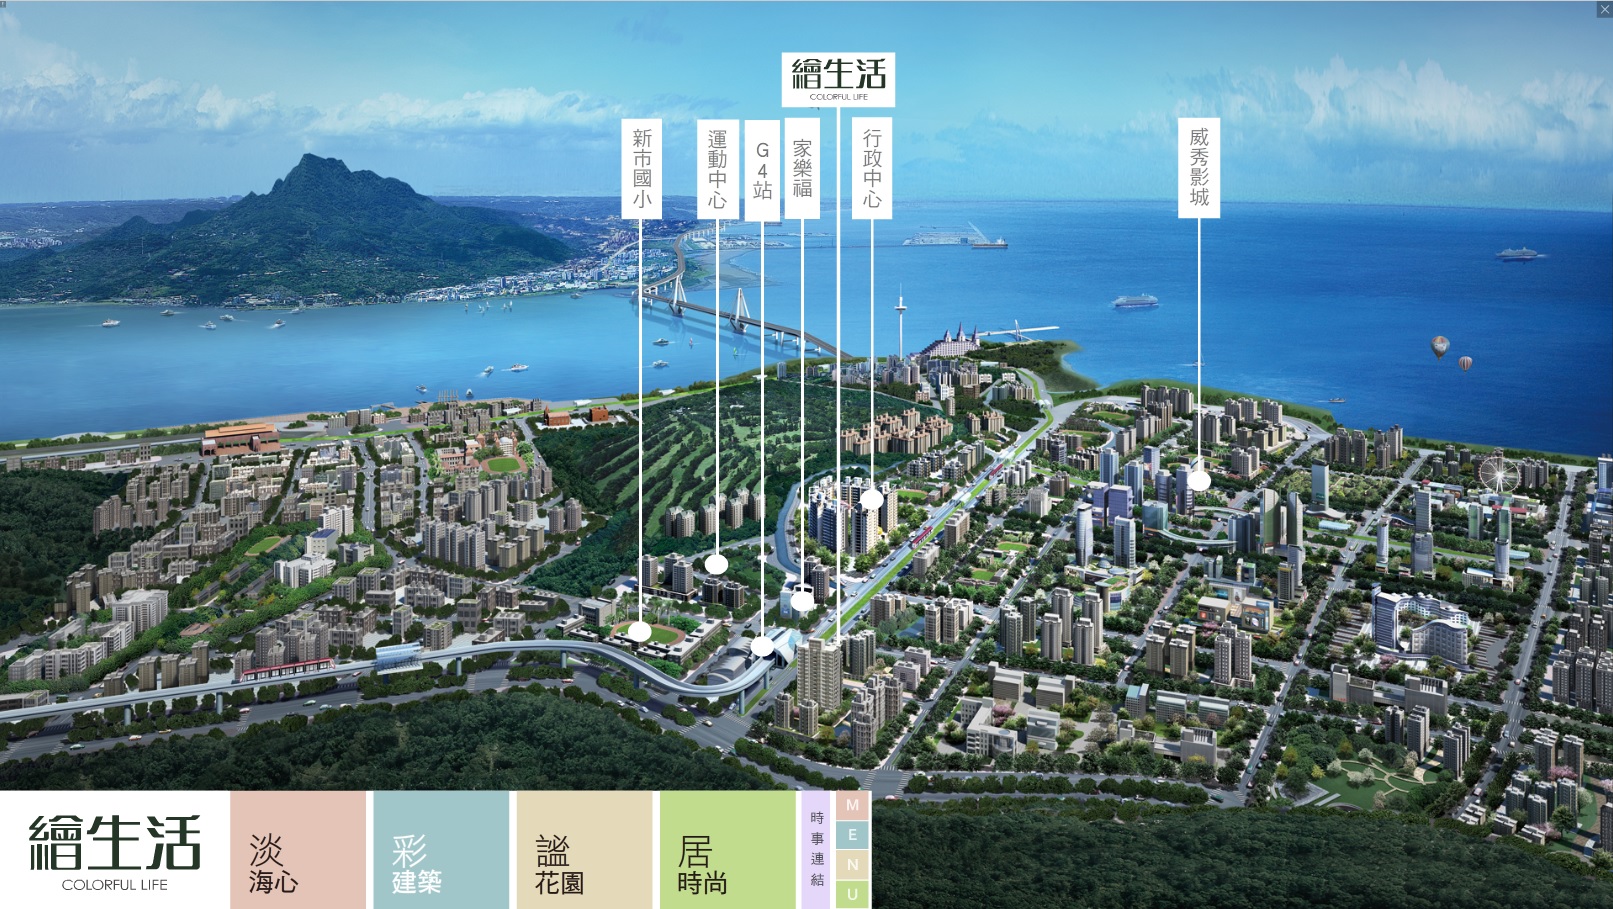 繪生活
COLORFUL LIFE
新市國小
運動中心
G4站
家樂福
行政中心
威秀影城
繪生活
COLORFUL LIFE
淡
海心
彩
建築
謐
花園
居
時尚
時事連結
MENU